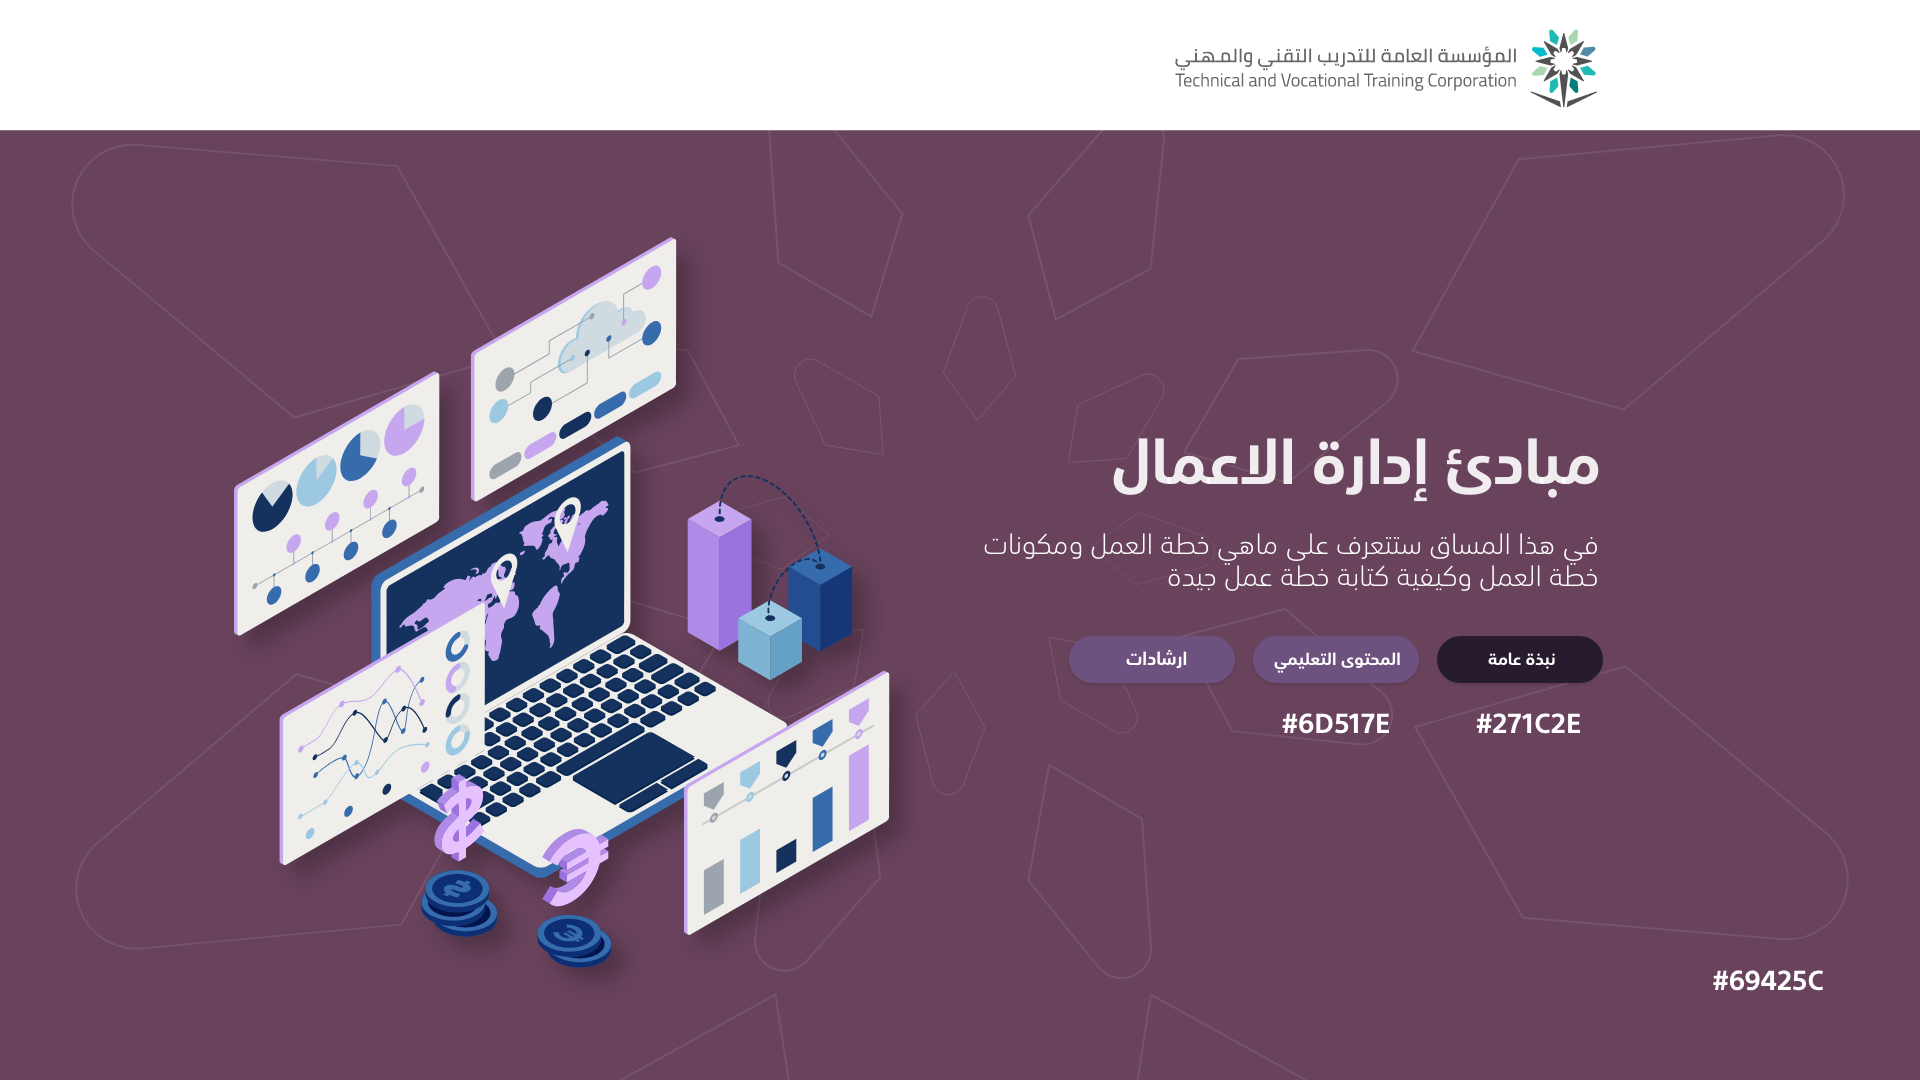 المؤسسة العامة للتدريب التقني والمهني
Technical and Vocational Training Corporation
مبادئ إدارة الاعمال
في هذا المساق ستتعرف على ماهي خطة العمل ومكونات
خطة العمل وكيفية كتابة خطة عمل جيدة
نبذة عامة
المحتوى التعليمي
ارشادات
#271C2E
#6D517E
#69425C